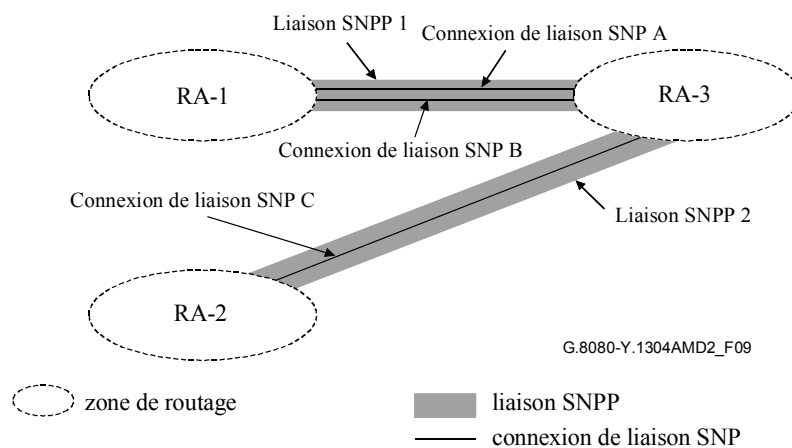 Liaison SNPP 1
Connexion de liaison SNP A
RA-1
RA-3
Connexion de liaison SNP B
Connexion de liaison SNP C
Liaison SNPP 2
RA-2
G.8080-Y.1304AMD2_F09
zone de routage
liaison SNPP
connexion de liaison SNP